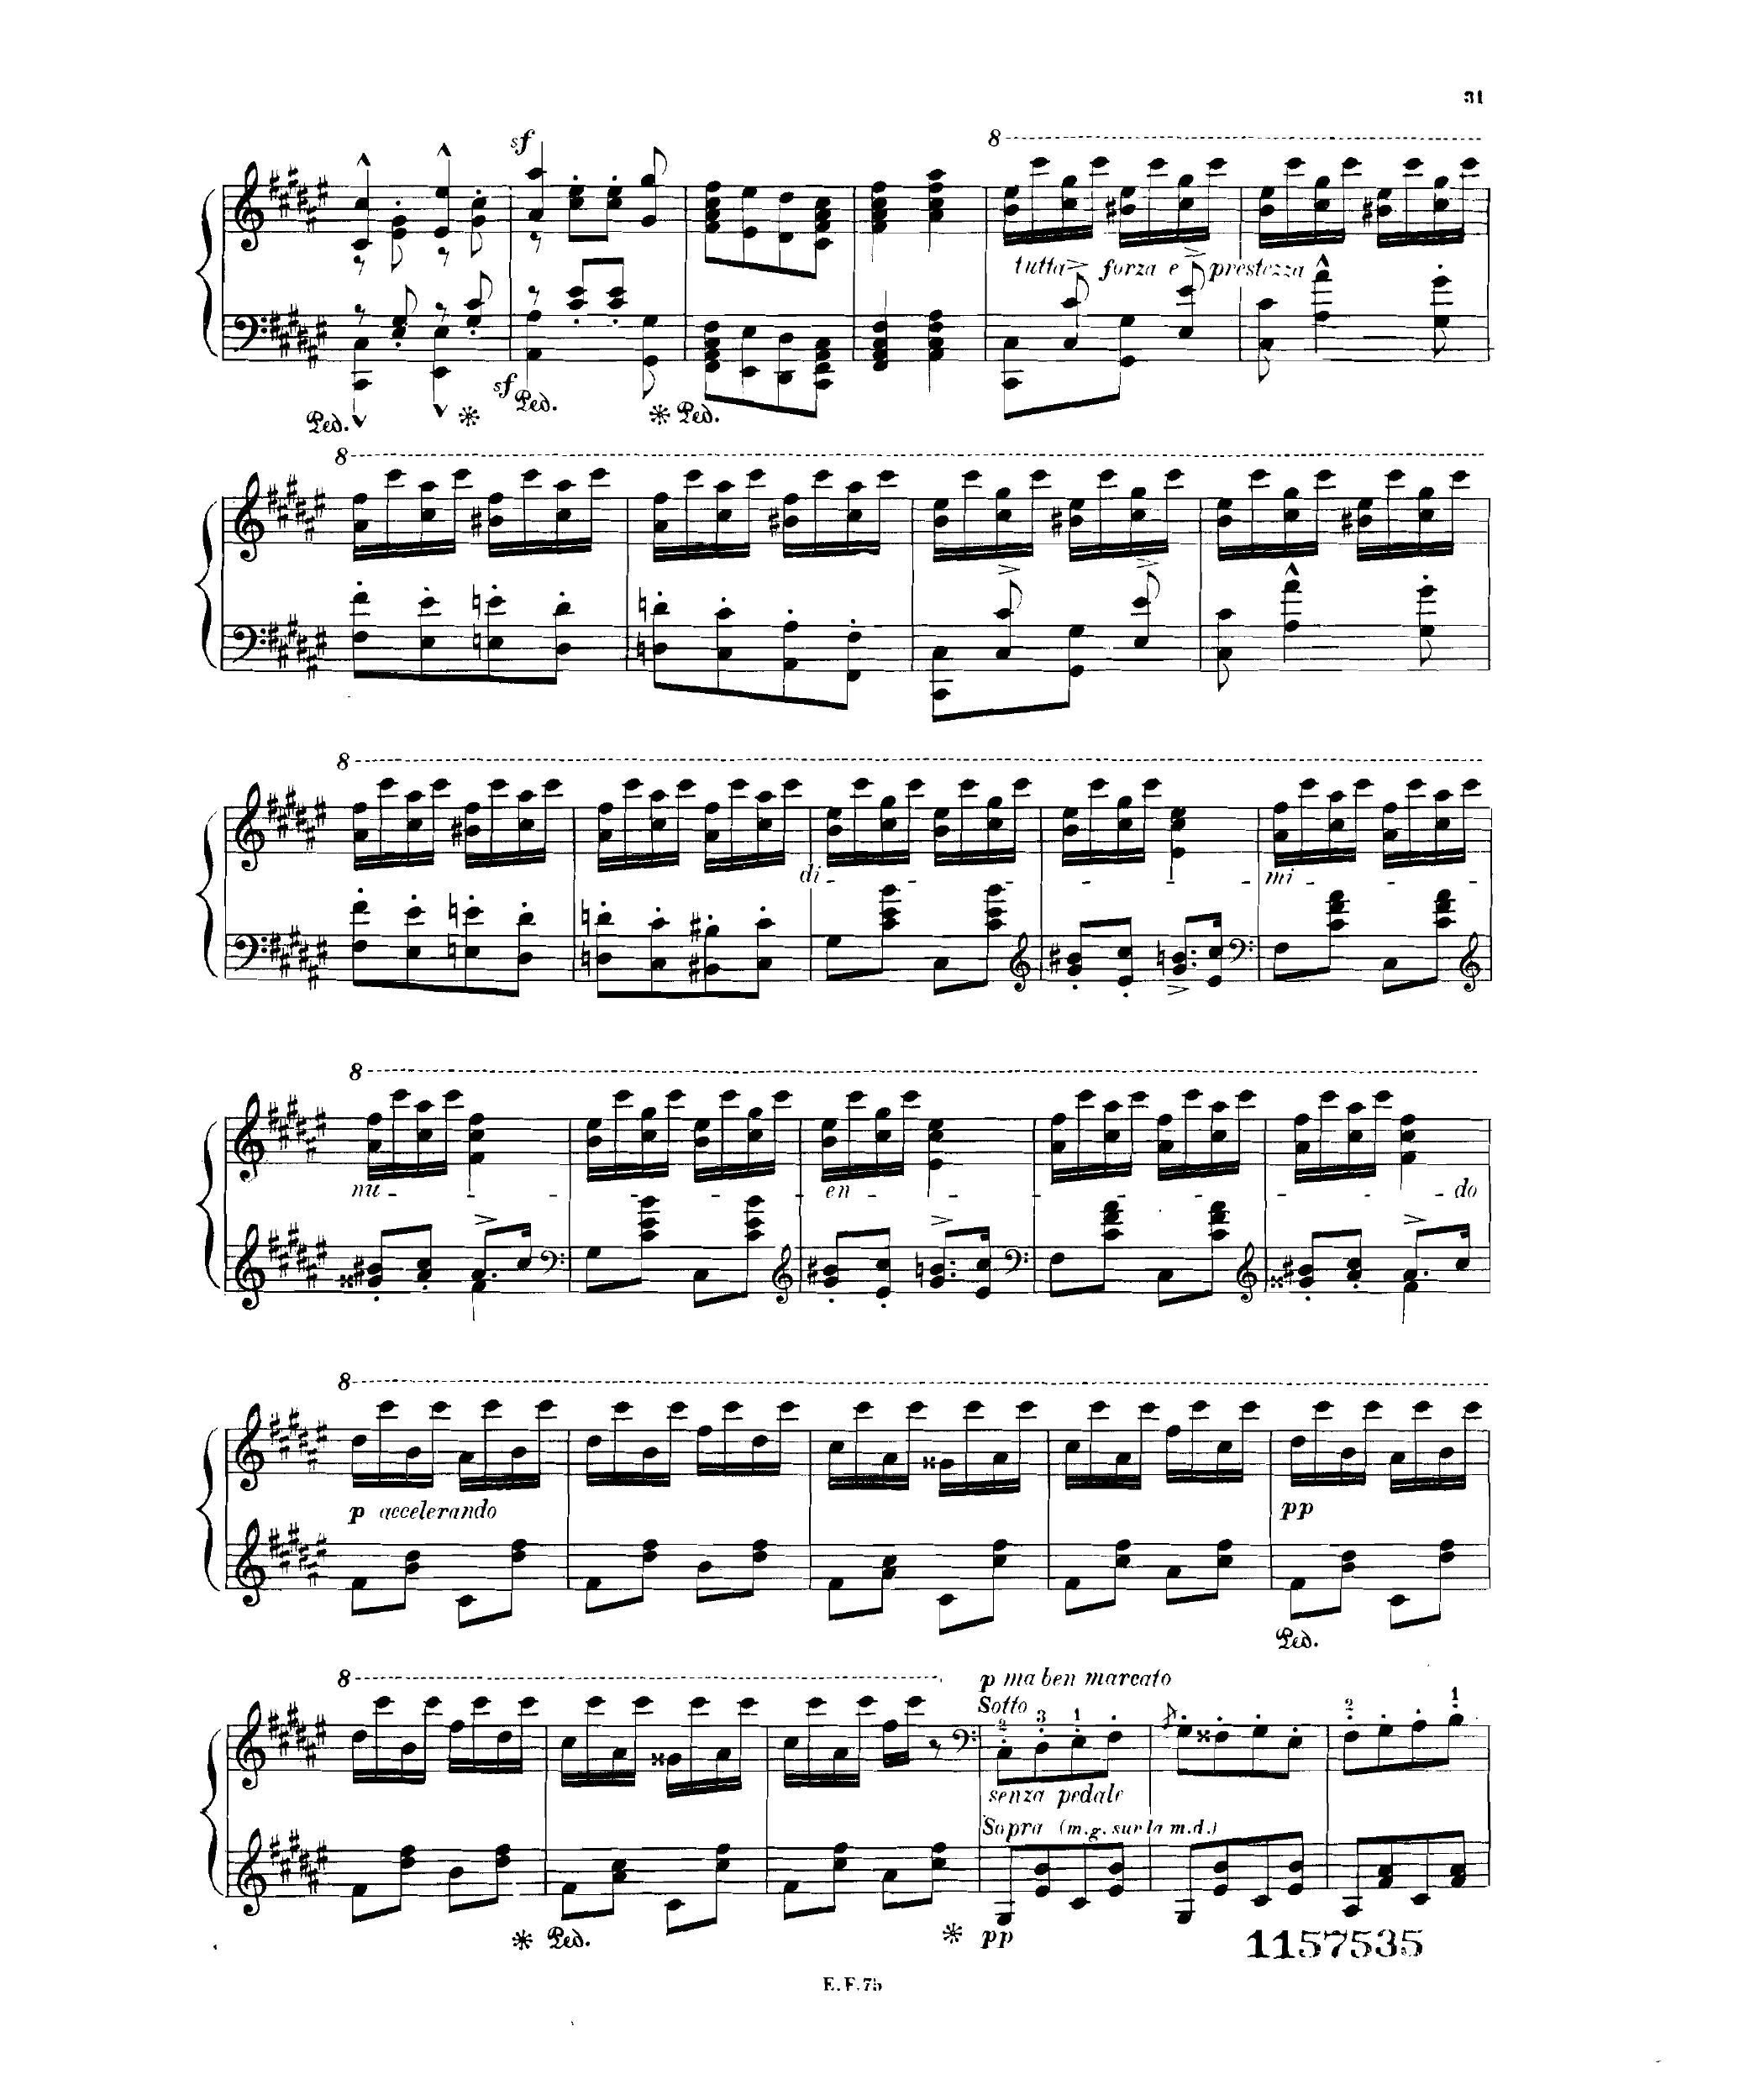 31
sf
8
tutta forza e prestezza
sf
Ped. * Ped. * Ped.
8
8
di - - - - - - mi - - -
8
nu - - - - - - en - - - - - - - - do
8
p accelerando
pp
Ped.
8
p ma ben marcato
Sotto
2 3 1 2 1
senza pedale
Sopra (m.g. sur la m.d.)
* Ped. * pp
1157535
E. F. 75